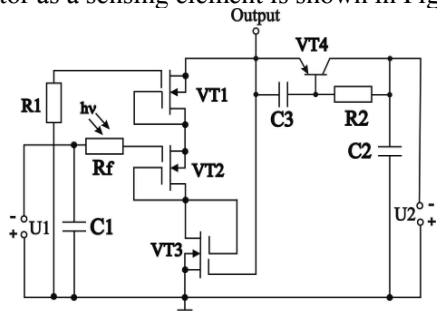 tor as a sensing element is shown in Fig
Output
VT4
R1
hν
VT1
C3
R2
Rf
VT2
C2
-
U1
+
C1
VT3
-
U2
+